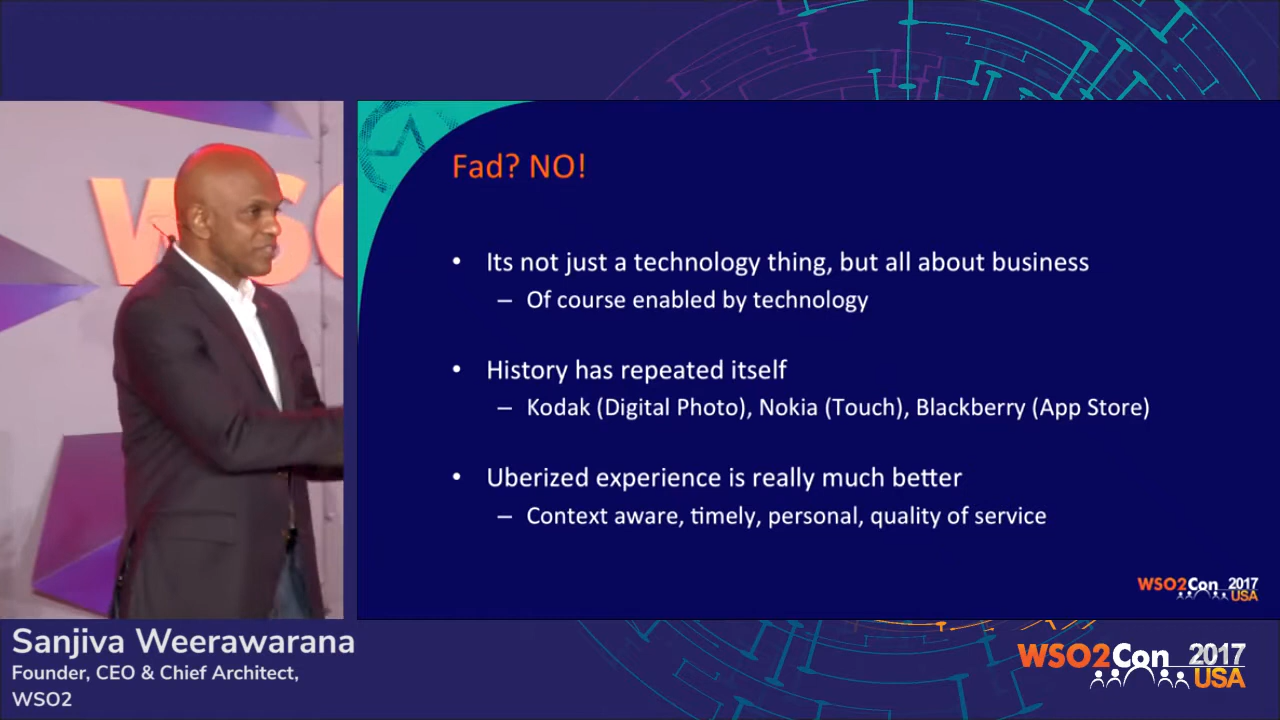 WSO
Fad? NO!
• Its not just a technology thing, but all about business
– Of course enabled by technology
• History has repeated itself
– Kodak (Digital Photo), Nokia (Touch), Blackberry (App Store)
• Uberized experience is really much better
– Context aware, timely, personal, quality of service
WSO2Con 2017
USA
Sanjiva Weerawarana
Founder, CEO & Chief Architect,
WSO2
WSO2Con 2017
USA